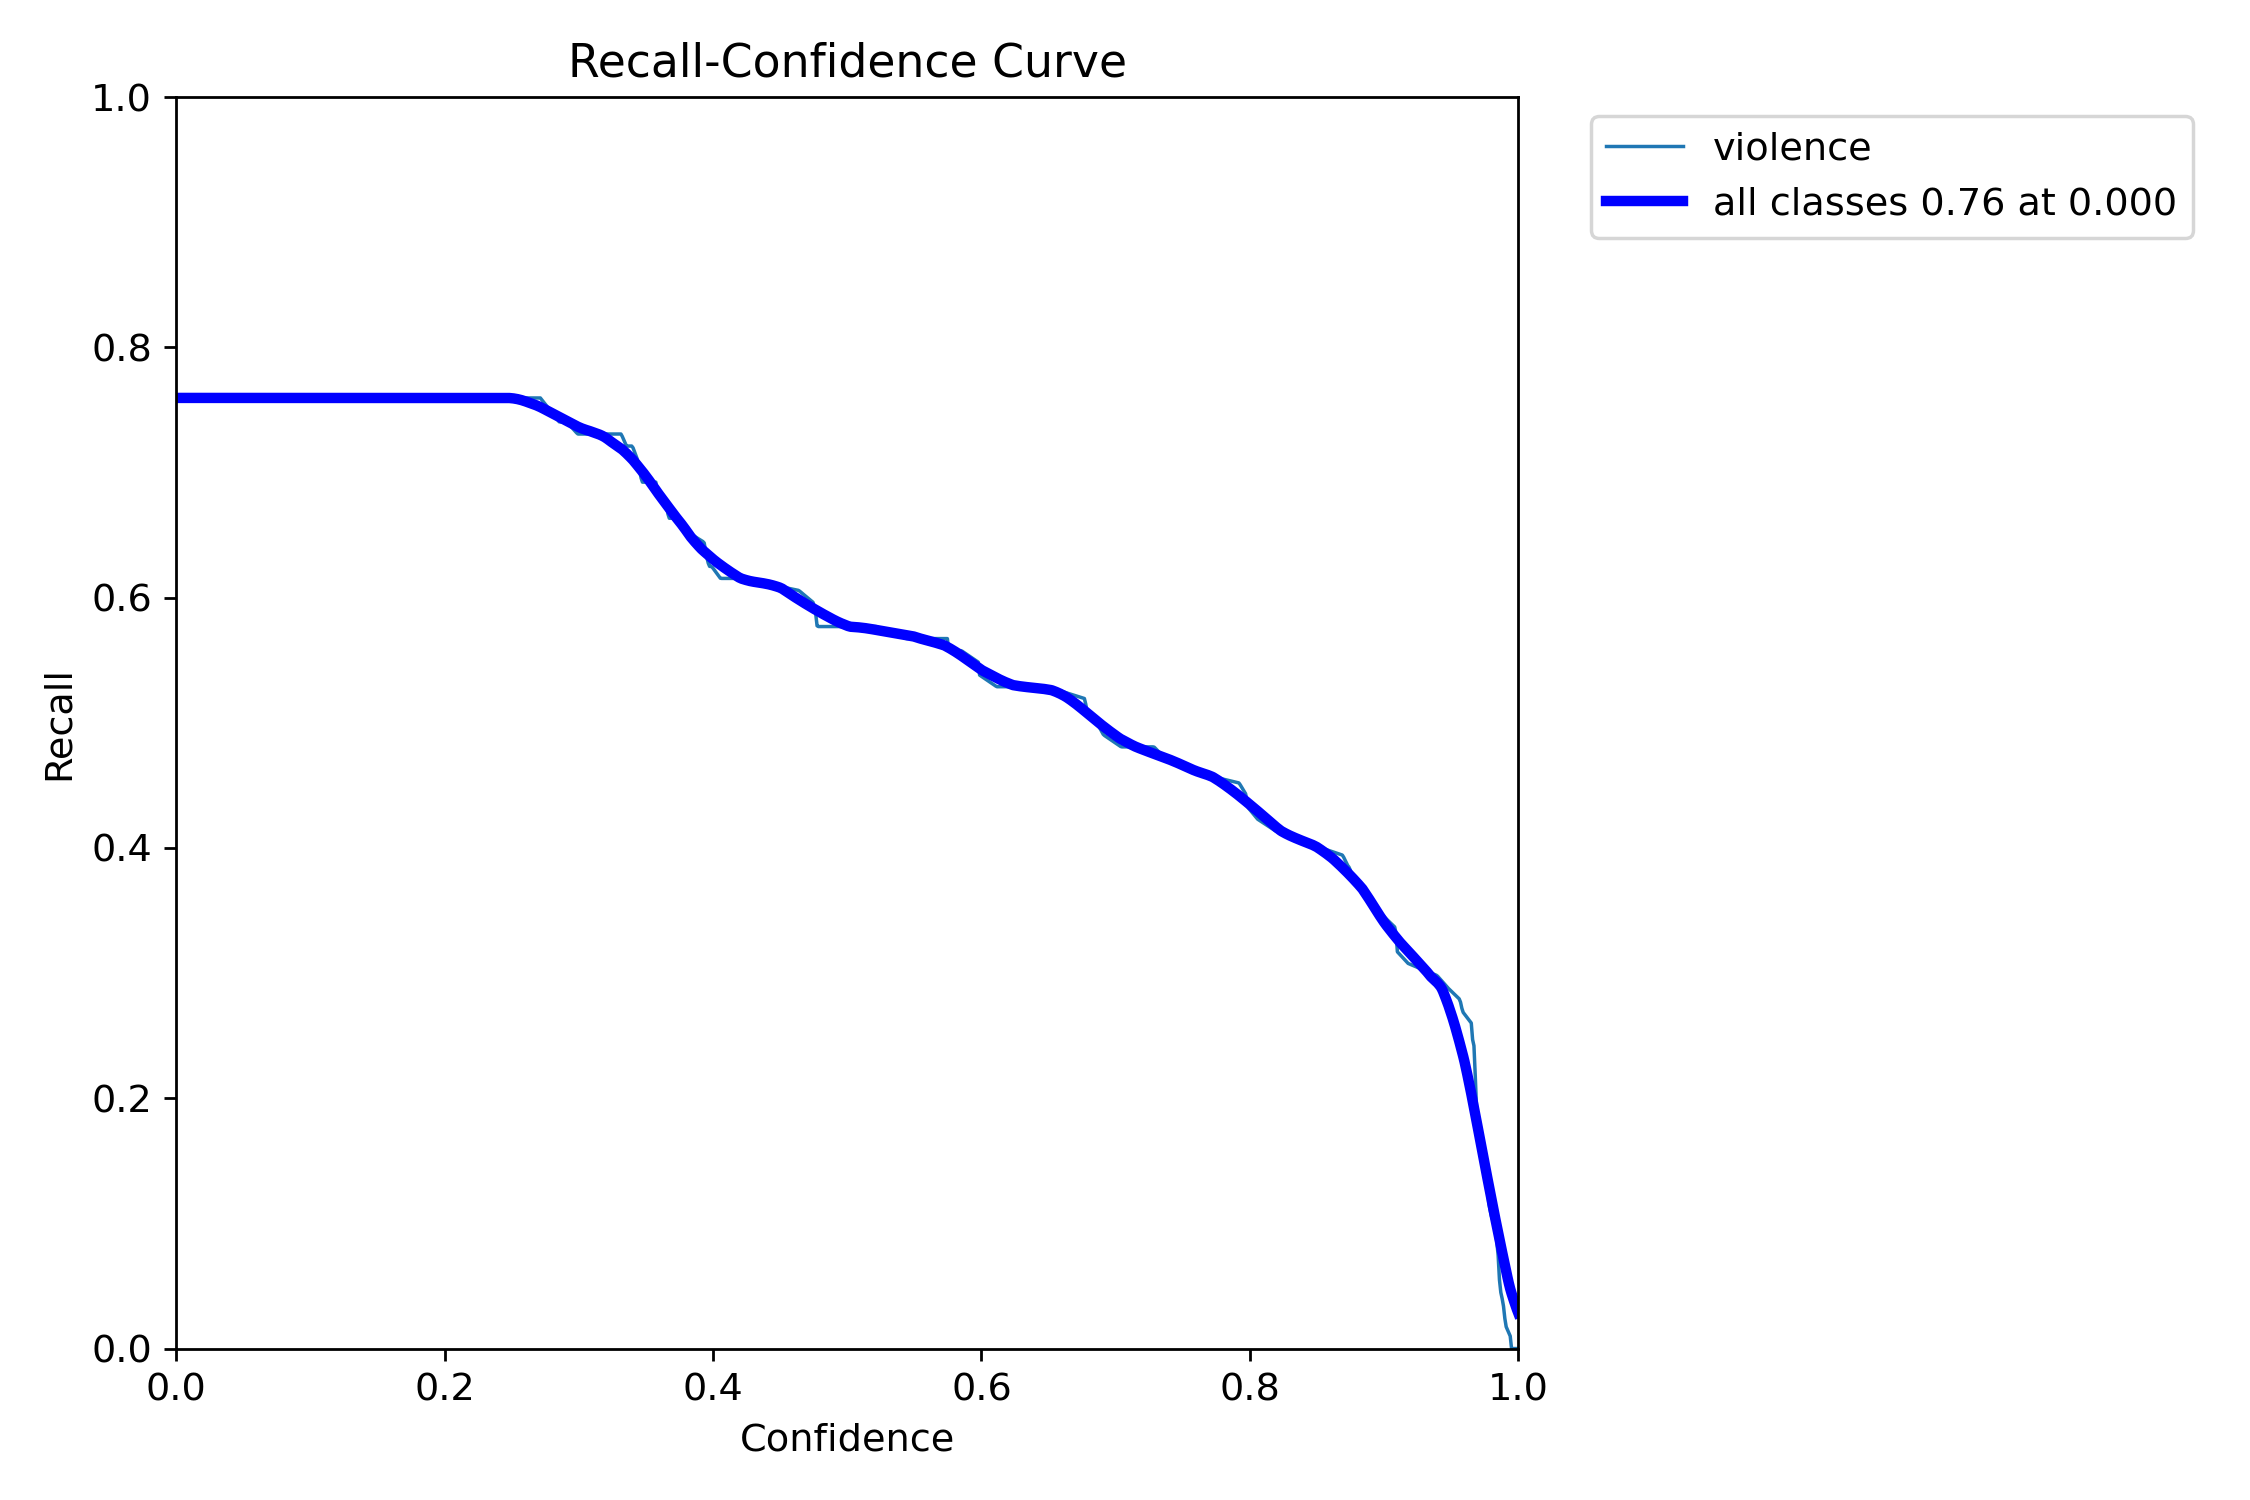 Recall-Confidence Curve
violence
all classes 0.76 at 0.000
1.0
0.8
0.6
0.4
0.2
0.0
Recall
0.0 0.2 0.4 0.6 0.8 1.0
Confidence